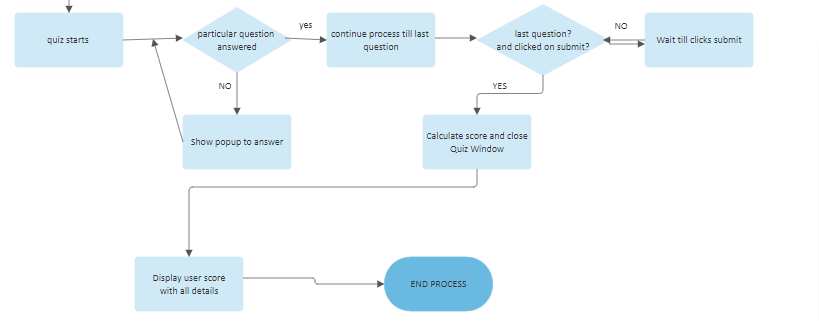 quiz starts
particular question
answered
yes
continue process till last
question
last question?
and clicked on submit?
NO
Wait till clicks submit
NO
YES
Show popup to answer
Calculate score and close
Quiz Window
Display user score
with all details
END PROCESS